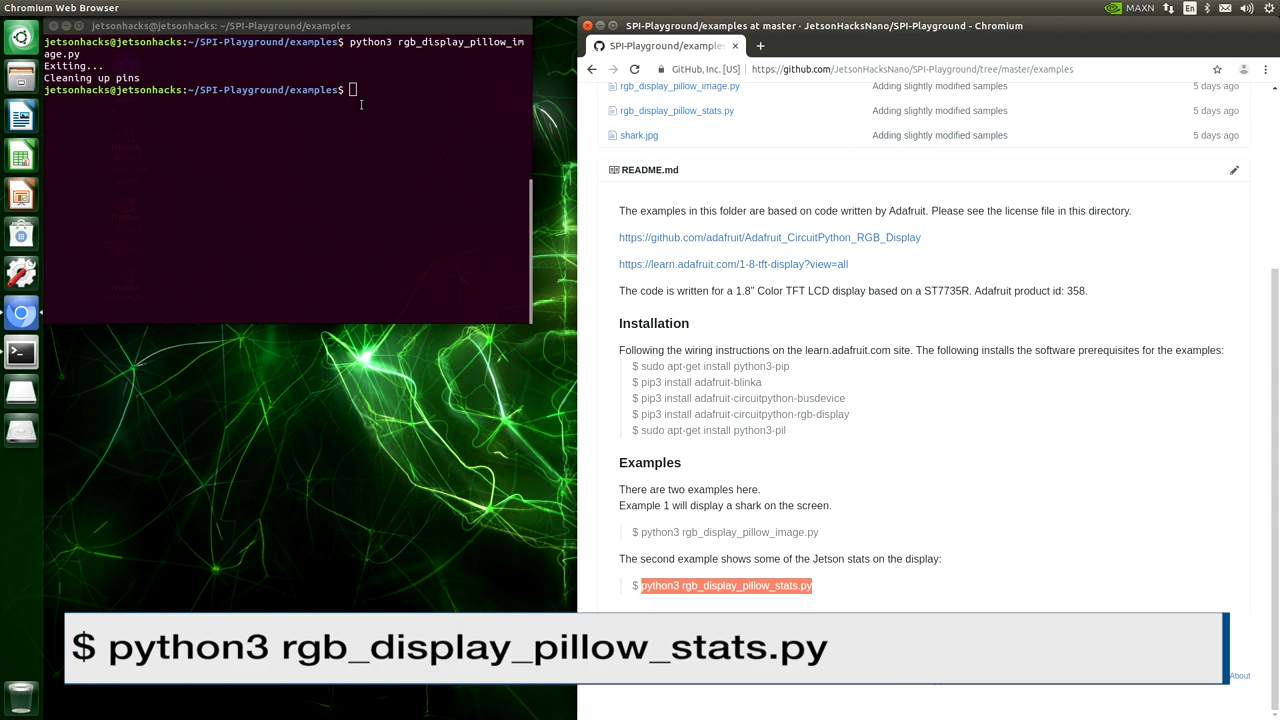 Chromium Web Browser
MAXN
En
jetsonhacks@jetsonhacks: ~/SPI-Playground/examples
jetsonhacks@jetsonhacks:~/SPI-Playground/examples$ python3 rgb_display_pillow_im
age.py
Exiting...
Cleaning up pins
jetsonhacks@jetsonhacks:~/SPI-Playground/examples$
SPI-Playground/examples at master · JetsonHacksNano/SPI-Playground - Chromium
SPI-Playground/examples
GitHub, Inc. [US]
https://github.com/JetsonHacksNano/SPI-Playground/tree/master/examples
rgb_display_pillow_image.py Adding slightly modified samples 5 days ago
rgb_display_pillow_stats.py Adding slightly modified samples 5 days ago
shark.jpg Adding slightly modified samples 5 days ago
README.md
The examples in this folder are based on code written by Adafruit. Please see the license file in this directory.
https://github.com/adafruit/Adafruit_CircuitPython_RGB_Display
https://learn.adafruit.com/1-8-tft-display?view=all
The code is written for a 1.8" Color TFT LCD display based on a ST7735R. Adafruit product id: 358.
Installation
Following the wiring instructions on the learn.adafruit.com site. The following installs the software prerequisites for the examples:
$ sudo apt-get install python3-pip
$ pip3 install adafruit-blinka
$ pip3 install adafruit-circuitpython-busdevice
$ pip3 install adafruit-circuitpython-rgb-display
$ sudo apt-get install python3-pil
Examples
There are two examples here.
Example 1 will display a shark on the screen.
$ python3 rgb_display_pillow_image.py
The second example shows some of the Jetson stats on the display:
$ python3 rgb_display_pillow_stats.py
$ python3 rgb_display_pillow_stats.py
About